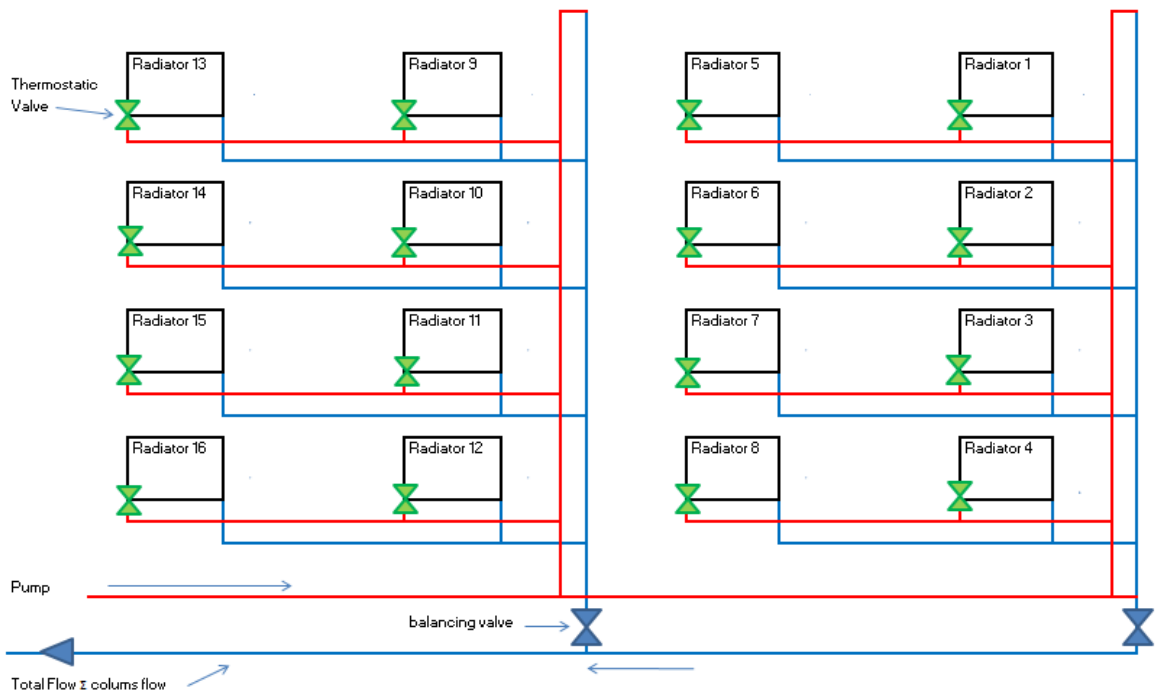 Radiator 13
Radiator 9
Radiator 5
Radiator 1
Thermostatic
Valve
Radiator 14
Radiator 10
Radiator 6
Radiator 2
Radiator 15
Radiator 11
Radiator 7
Radiator 3
Radiator 16
Radiator 12
Radiator 8
Radiator 4
Pump
balancing valve
Total Flow Σ colums flow